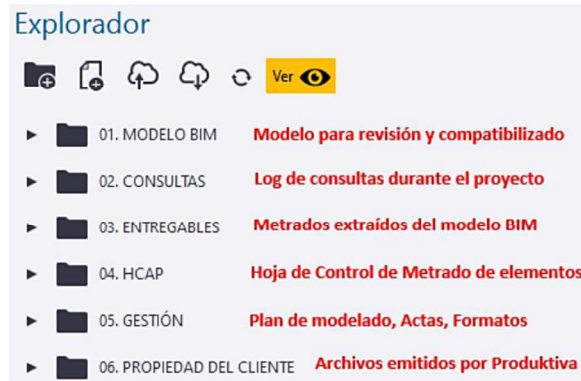 Explorador
Ver
01. MODELO BIM Modelo para revisión y compatibilizado
02. CONSULTAS Log de consultas durante el proyecto
03. ENTREGABLES Metrados extraídos del modelo BIM
04. HCAP Hoja de Control de Metrado de elementos
05. GESTIÓN Plan de modelado, Actas, Formatos
06. PROPIEDAD DEL CLIENTE Archivos emitidos por Produktiva